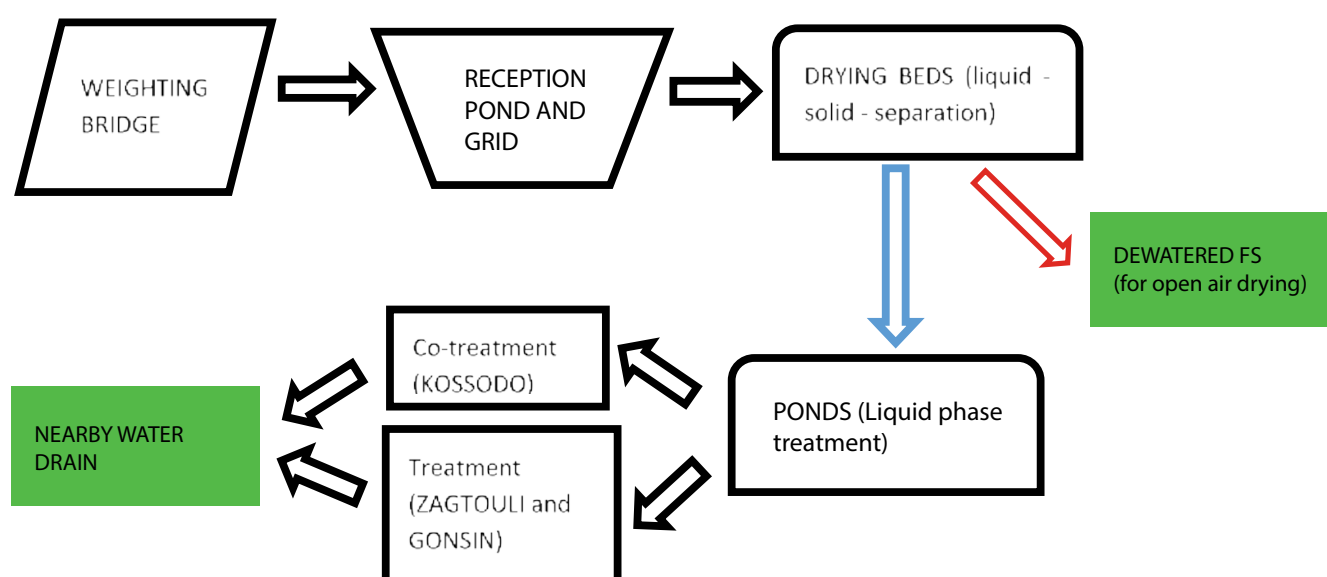 WEIGHTING
BRIDGE
RECEPTION
POND AND
GRID
DRYING BEDS (liquid -
solid - separation)
DEWATERED FS
(for open air drying)
PONDS (Liquid phase
treatment)
Co-treatment
(KOSSODO)
Treatment
(ZAGTOULI and
GONSIN)
NEARBY WATER
DRAIN